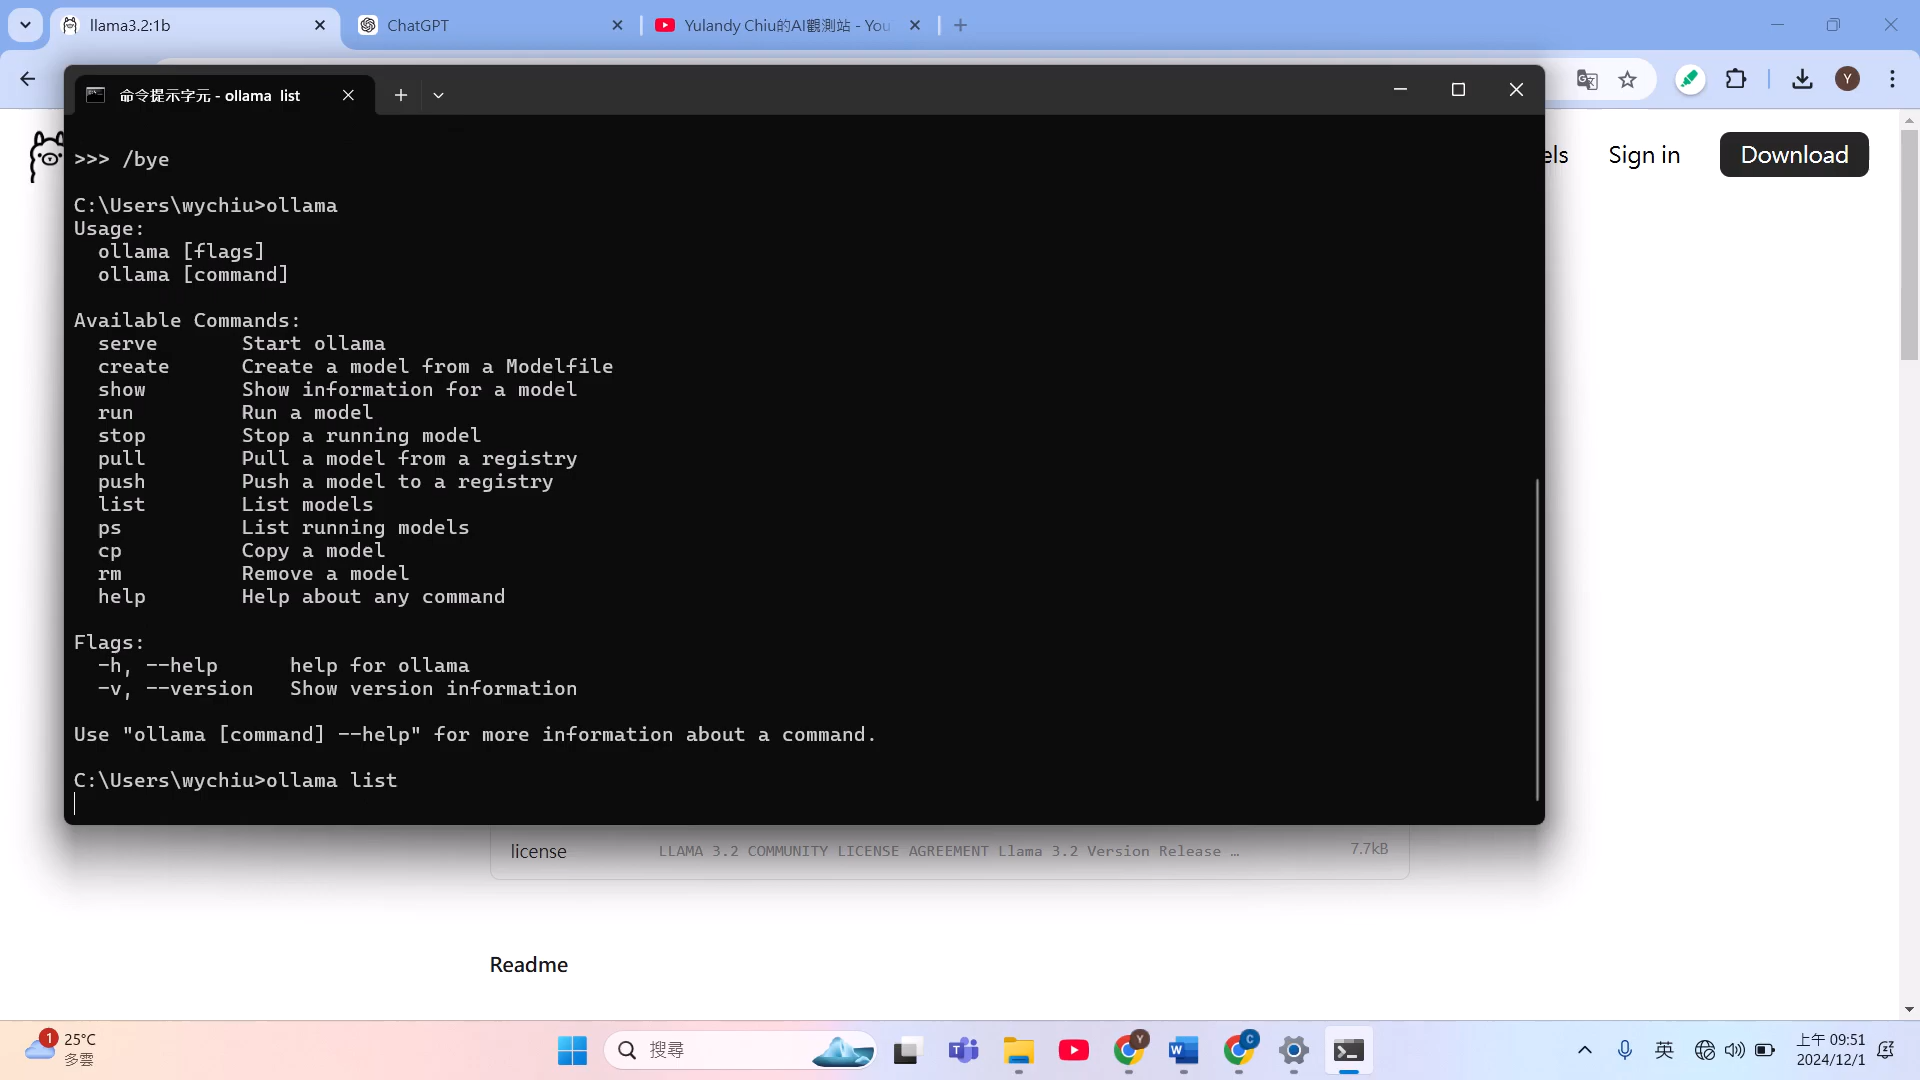 llama3.2:1b
ChatGPT
Yulandy Chiu的AI觀測站 - You
命令提示字元 - ollama list
Y
>>> /bye
C:\Users\wychiu>ollama
Usage:
ollama [flags]
ollama [command]
Available Commands:
serve Start ollama
create Create a model from a Modelfile
show Show information for a model
run Run a model
stop Stop a running model
pull Pull a model from a registry
push Push a model to a registry
list List models
ps List running models
cp Copy a model
rm Remove a model
help Help about any command
Flags:
-h, --help help for ollama
-v, --version Show version information
Use "ollama [command] --help" for more information about a command.
C:\Users\wychiu>ollama list
els
Sign in
Download
license LLAMA 3.2 COMMUNITY LICENSE AGREEMENT Llama 3.2 Version Release … 7.7kB
Readme
1
25°C
多雲
搜尋
Y
C
英
上午 09:51
2024/12/1